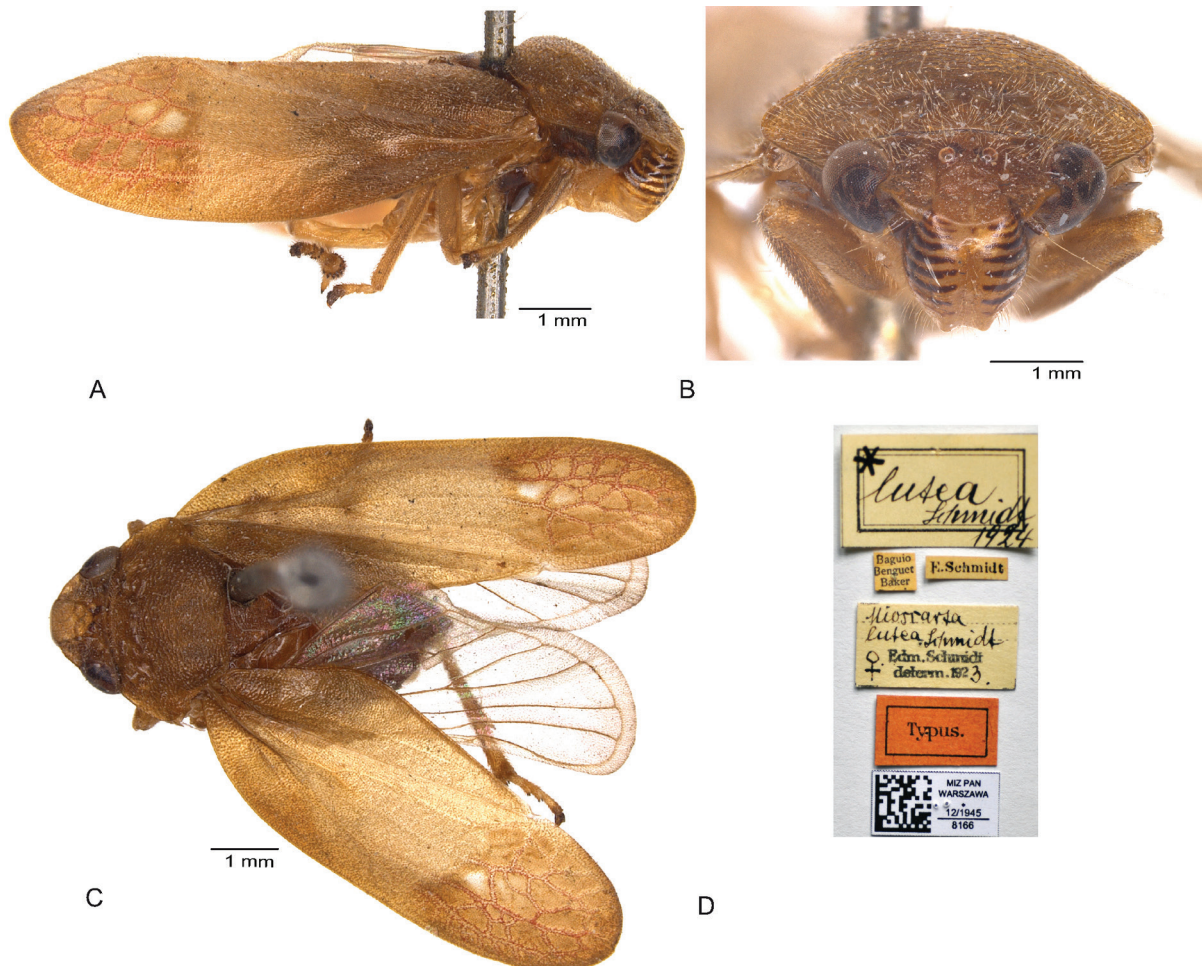 1 mm
1 mm
A
B
*
lutea
Schmidt
1924
Baguio
Benguet
Baker
E. Schmidt
Mioscarta
lutea Schmidt
♀ Edm. Schmidt
determ. 1923.
Typus.
MIZ PAN
WARSZAWA
12/1945
8166
1 mm
C
D